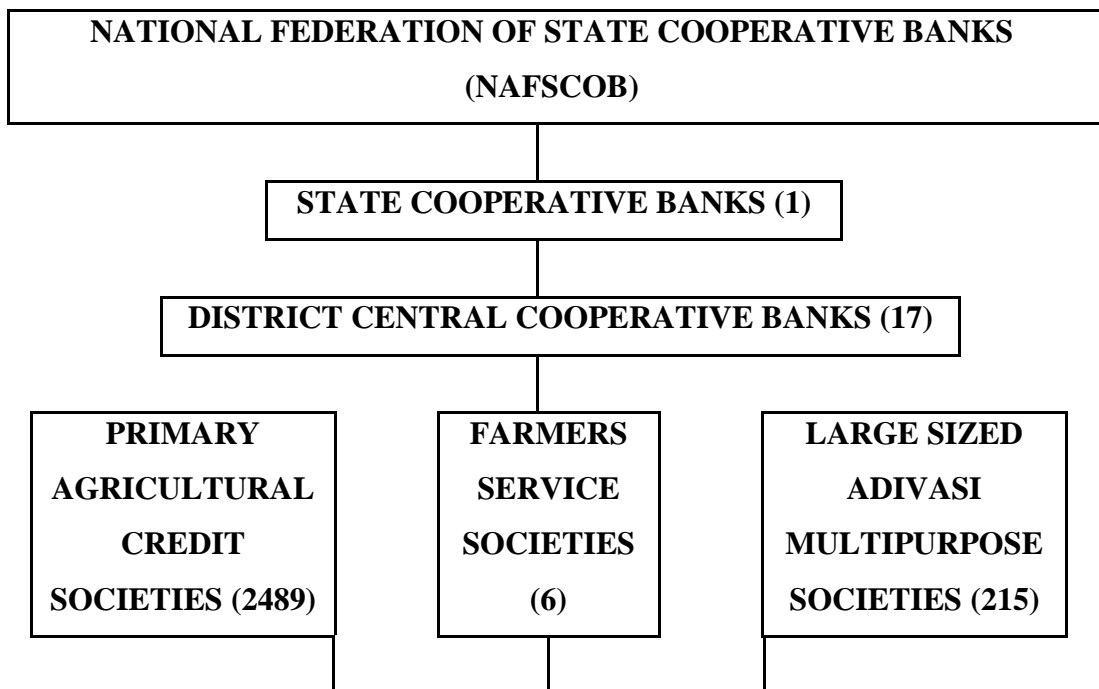 NATIONAL FEDERATION OF STATE COOPERATIVE BANKS
(NAFSCOB)
STATE COOPERATIVE BANKS (1)
DISTRICT CENTRAL COOPERATIVE BANKS (17)
PRIMARY
AGRICULTURAL
CREDIT
SOCIETIES (2489)
FARMERS
SERVICE
SOCIETIES
(6)
LARGE SIZED
ADIVASI
MULTIPURPOSE
SOCIETIES (215)